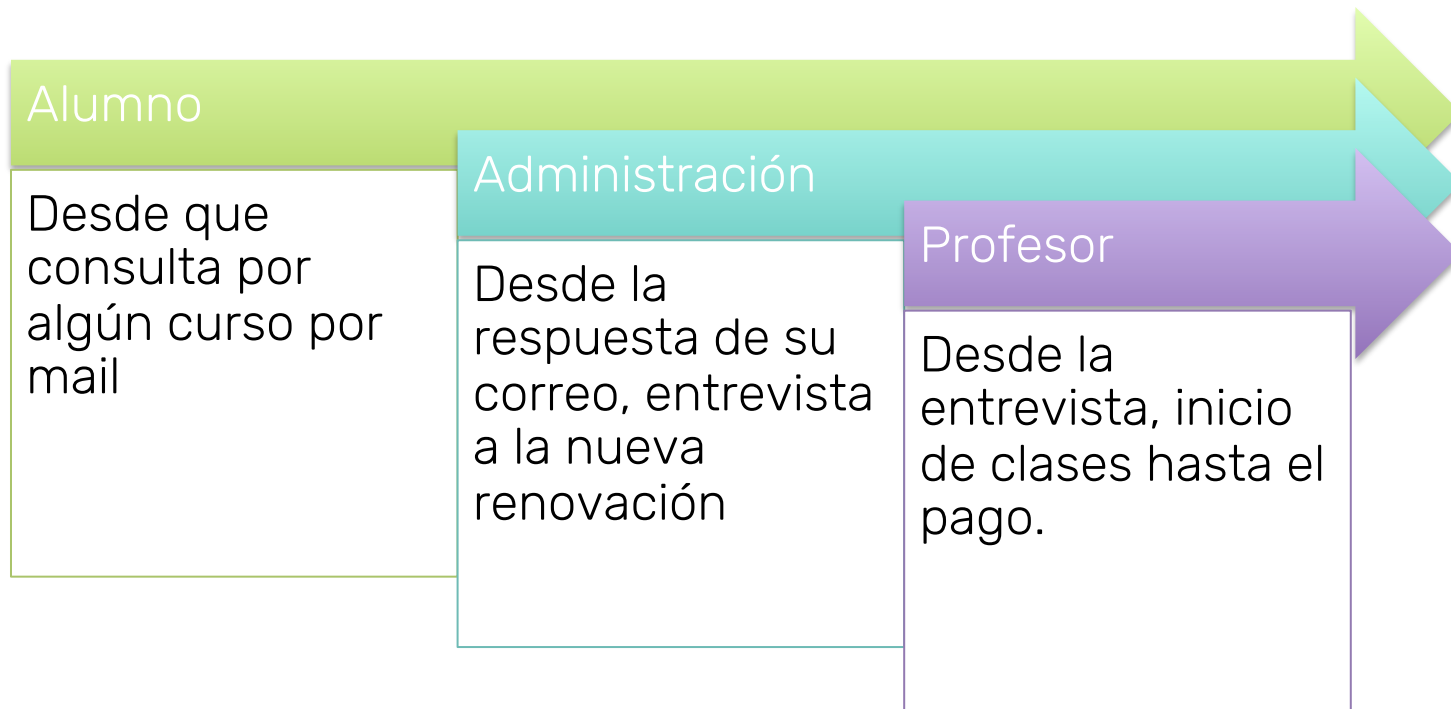 Alumno
Desde que
consulta por
algún curso por
mail
Administración
Desde la
respuesta de su
correo, entrevista
a la nueva
renovación
Profesor
Desde la
entrevista, inicio
de clases hasta el
pago.